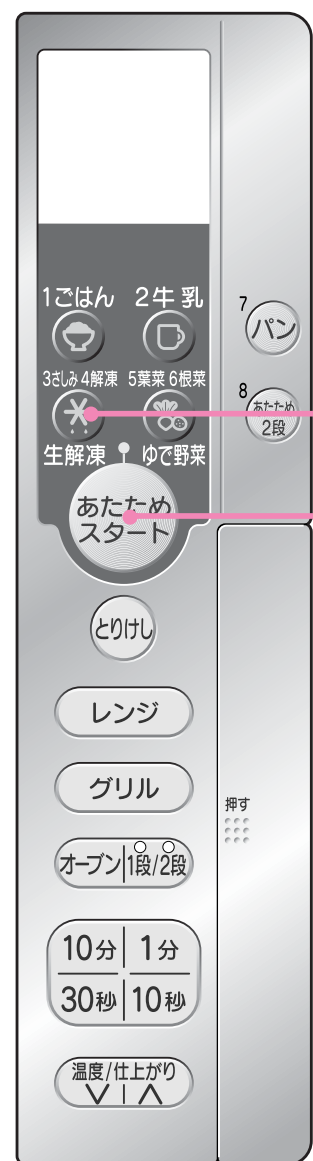 1ごはん 2牛乳
7
パン
3さしみ 4解凍 5葉菜 6根菜
8
あたため
2段
生解凍 ゆで野菜
あたため
スタート
とりけし
レンジ
グリル
押す
オーブン 1段/2段
10分 1分
30秒 10秒
温度/仕上がり